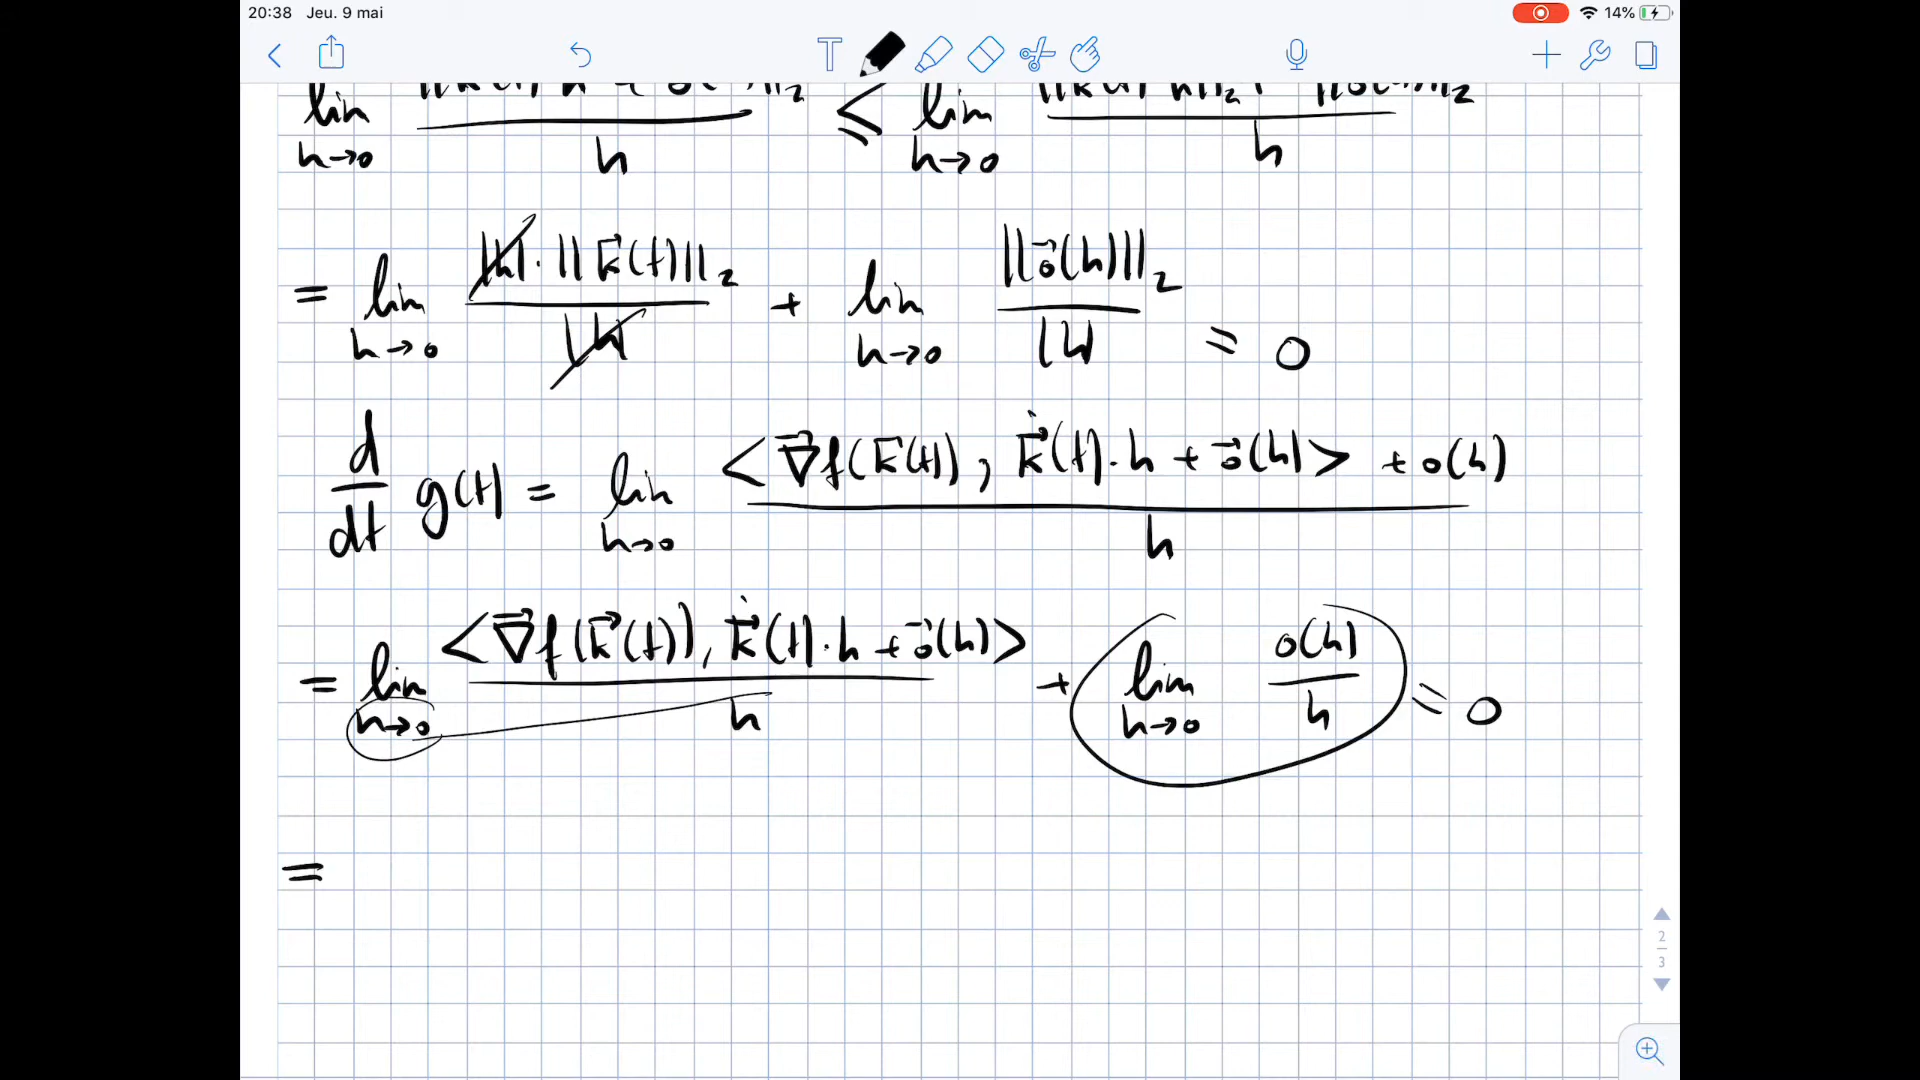 20:38 Jeu. 9 mai 14%
T
lim h→0 h ≤ lim h→0 h
= lim h→0 |h|·||k⃗(t)||₂ / |h| + lim h→0 ||o⃗(h)||₂ / |h| = 0
d/dt g(t) = lim h→0 <∇⃗f(k⃗(t)), k⃗̇(t)·h + o⃗(h)> + o(h) / h
= lim h→0 <∇⃗f(k⃗(t)), k⃗̇(t)·h + o⃗(h)> / h + lim h→0 o(h)/h = 0
=
2
3